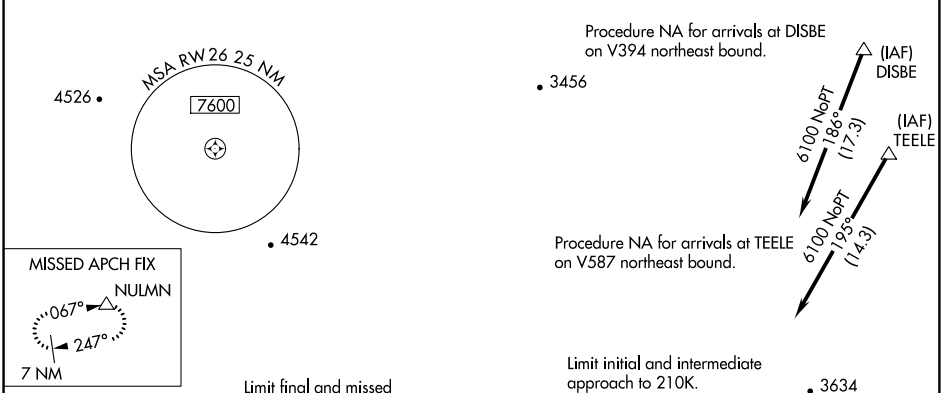 Procedure NA for arrivals at DISBE
on V394 northeast bound.
(IAF)
DISBE
MSA RW26 25 NM
4526
7600
3456
6100 NoPT
186°
(17.3)
(IAF)
TEELE
4542
Procedure NA for arrivals at TEELE
on V587 northeast bound.
6100 NoPT
195°
(14.3)
MISSED APCH FIX
NULMN
067°
247°
7 NM
Limit final and missed
Limit initial and intermediate
approach to 210K.
3634